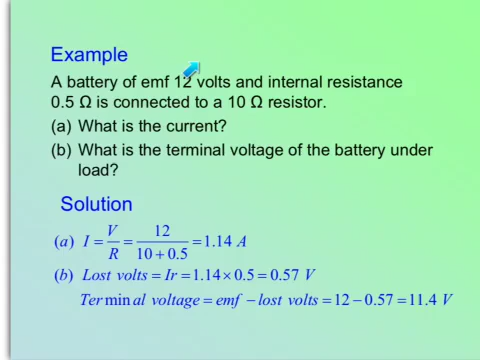 Example
A battery of emf 12 volts and internal resistance
0.5 Ω is connected to a 10 Ω resistor.
(a) What is the current?
(b) What is the terminal voltage of the battery under
load?
Solution
(a) I = V/R = 12/(10 + 0.5) = 1.14 A
(b) Lost volts = Ir = 1.14 × 0.5 = 0.57 V
Ter min al voltage = emf − lost volts = 12 − 0.57 = 11.4 V